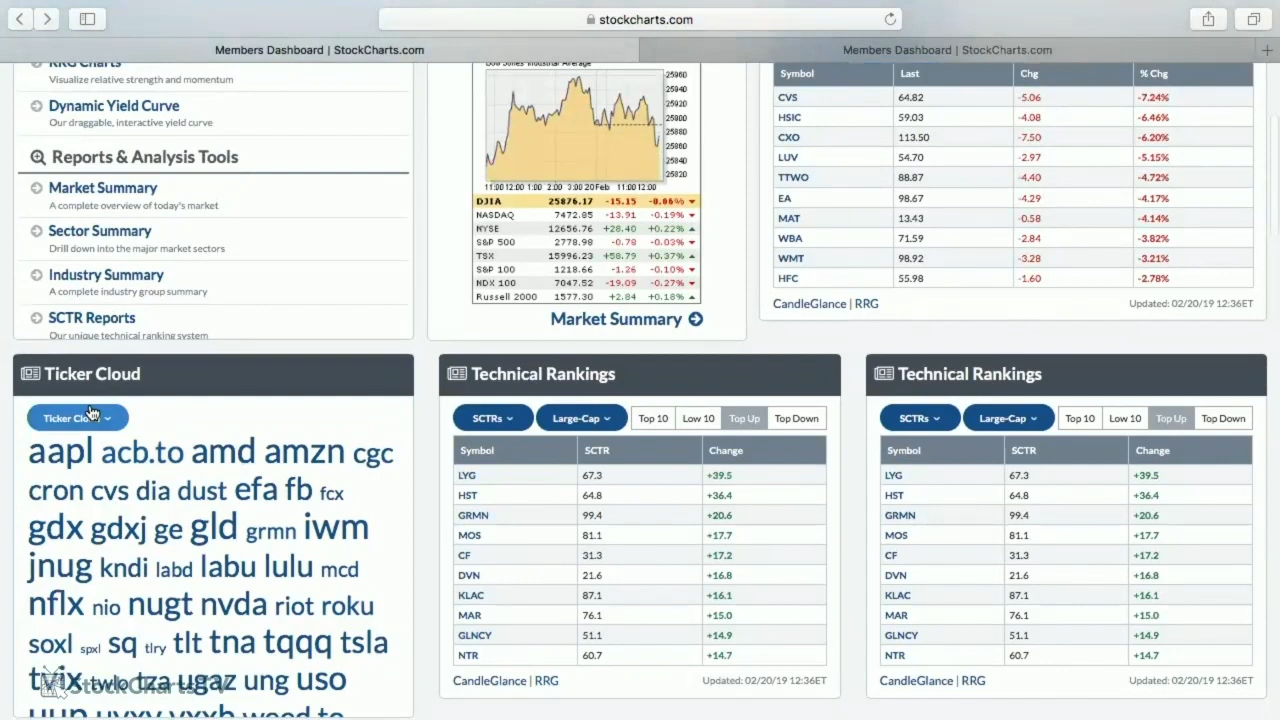 stockcharts.com
Members Dashboard | StockCharts.com
Members Dashboard | StockCharts.com
RRG Charts
Visualize relative strength and momentum
Dynamic Yield Curve
Our draggable, interactive yield curve
Reports & Analysis Tools
Market Summary
A complete overview of today's market
Sector Summary
Drill down into the major market sectors
Industry Summary
A complete industry group summary
SCTR Reports
Our unique technical ranking system
Dow Jones Industrial Average
25960
25940
25920
25900
25880
25860
25840
25820
11:00 12:00 1:00 2:00 3:00 20Feb 11:00 12:00
DJIA 25876.17 -15.15 -0.06%
NASDAQ 7472.85 -13.91 -0.19%
NYSE 12656.76 +28.40 +0.22%
S&P 500 2778.98 -0.78 -0.03%
TSX 15996.23 +58.79 +0.37%
S&P 100 1218.66 -1.26 -0.10%
NDX 100 7047.52 -19.09 -0.27%
Russell 2000 1577.30 +2.84 +0.18%
Market Summary
Symbol Last Chg % Chg
CVS 64.82 -5.06 -7.24%
HSIC 59.03 -4.08 -6.46%
CXO 113.50 -7.50 -6.20%
LUV 54.70 -2.97 -5.15%
TTWO 88.87 -4.40 -4.72%
EA 98.67 -4.29 -4.17%
MAT 13.43 -0.58 -4.14%
WBA 71.59 -2.84 -3.82%
WMT 98.92 -3.28 -3.21%
HFC 55.98 -1.60 -2.78%
CandleGlance | RRG Updated: 02/20/19 12:36ET
Ticker Cloud
Ticker Cloud
aapl acb.to amd amzn cgc
cron cvs dia dust efa fb fcx
gdx gdxj ge gld grmn iwm
jnug kndi labd labu lulu mcd
nflx nio nugt nvda riot roku
soxl spxl sq tlry tlt tna tqqq tsla
tvix twlo tza ugaz ung uso
uup uvxy vxxb weed.to
StockCharts TV
Technical Rankings
SCTRs Large-Cap Top 10 Low 10 Top Up Top Down
Symbol SCTR Change
LYG 67.3 +39.5
HST 64.8 +36.4
GRMN 99.4 +20.6
MOS 81.1 +17.7
CF 31.3 +17.2
DVN 21.6 +16.8
KLAC 87.1 +16.1
MAR 76.1 +15.0
GLNCY 51.1 +14.9
NTR 60.7 +14.7
CandleGlance | RRG Updated: 02/20/19 12:36ET
Technical Rankings
SCTRs Large-Cap Top 10 Low 10 Top Up Top Down
Symbol SCTR Change
LYG 67.3 +39.5
HST 64.8 +36.4
GRMN 99.4 +20.6
MOS 81.1 +17.7
CF 31.3 +17.2
DVN 21.6 +16.8
KLAC 87.1 +16.1
MAR 76.1 +15.0
GLNCY 51.1 +14.9
NTR 60.7 +14.7
CandleGlance | RRG Updated: 02/20/19 12:36ET